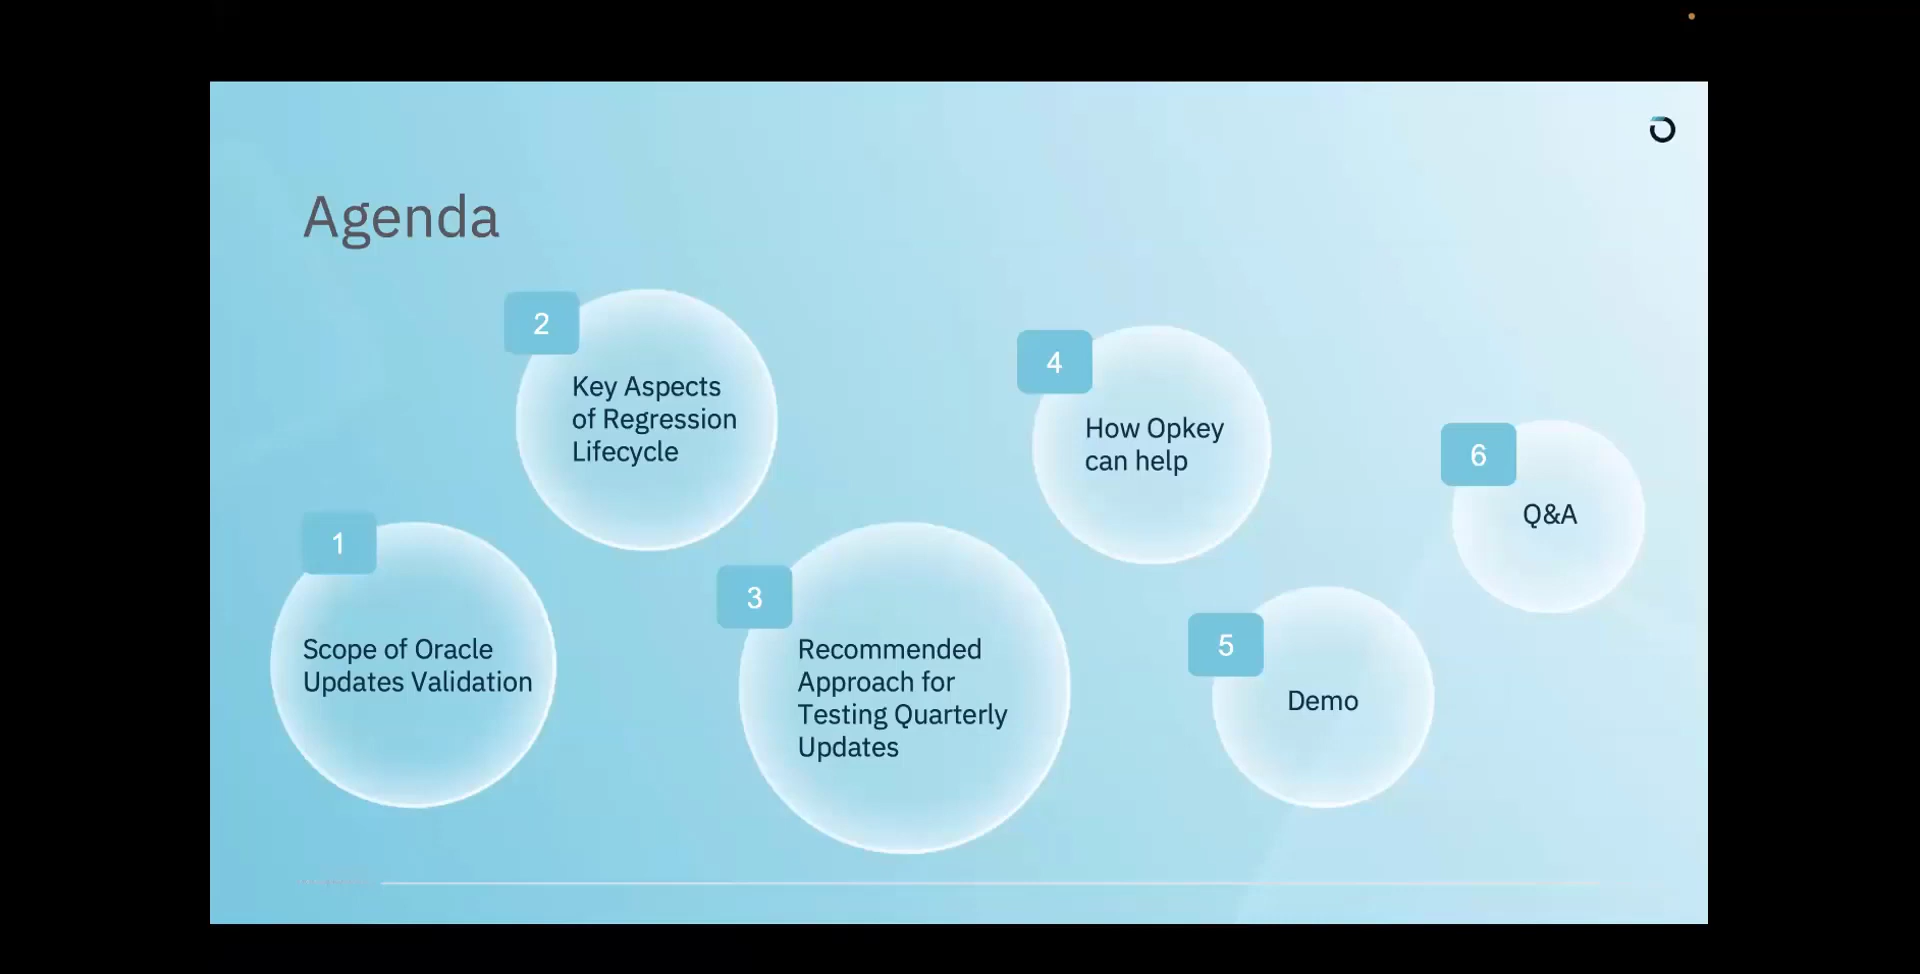 Agenda
1
Scope of Oracle
Updates Validation
2
Key Aspects
of Regression
Lifecycle
3
Recommended
Approach for
Testing Quarterly
Updates
4
How Opkey
can help
5
Demo
6
Q&A